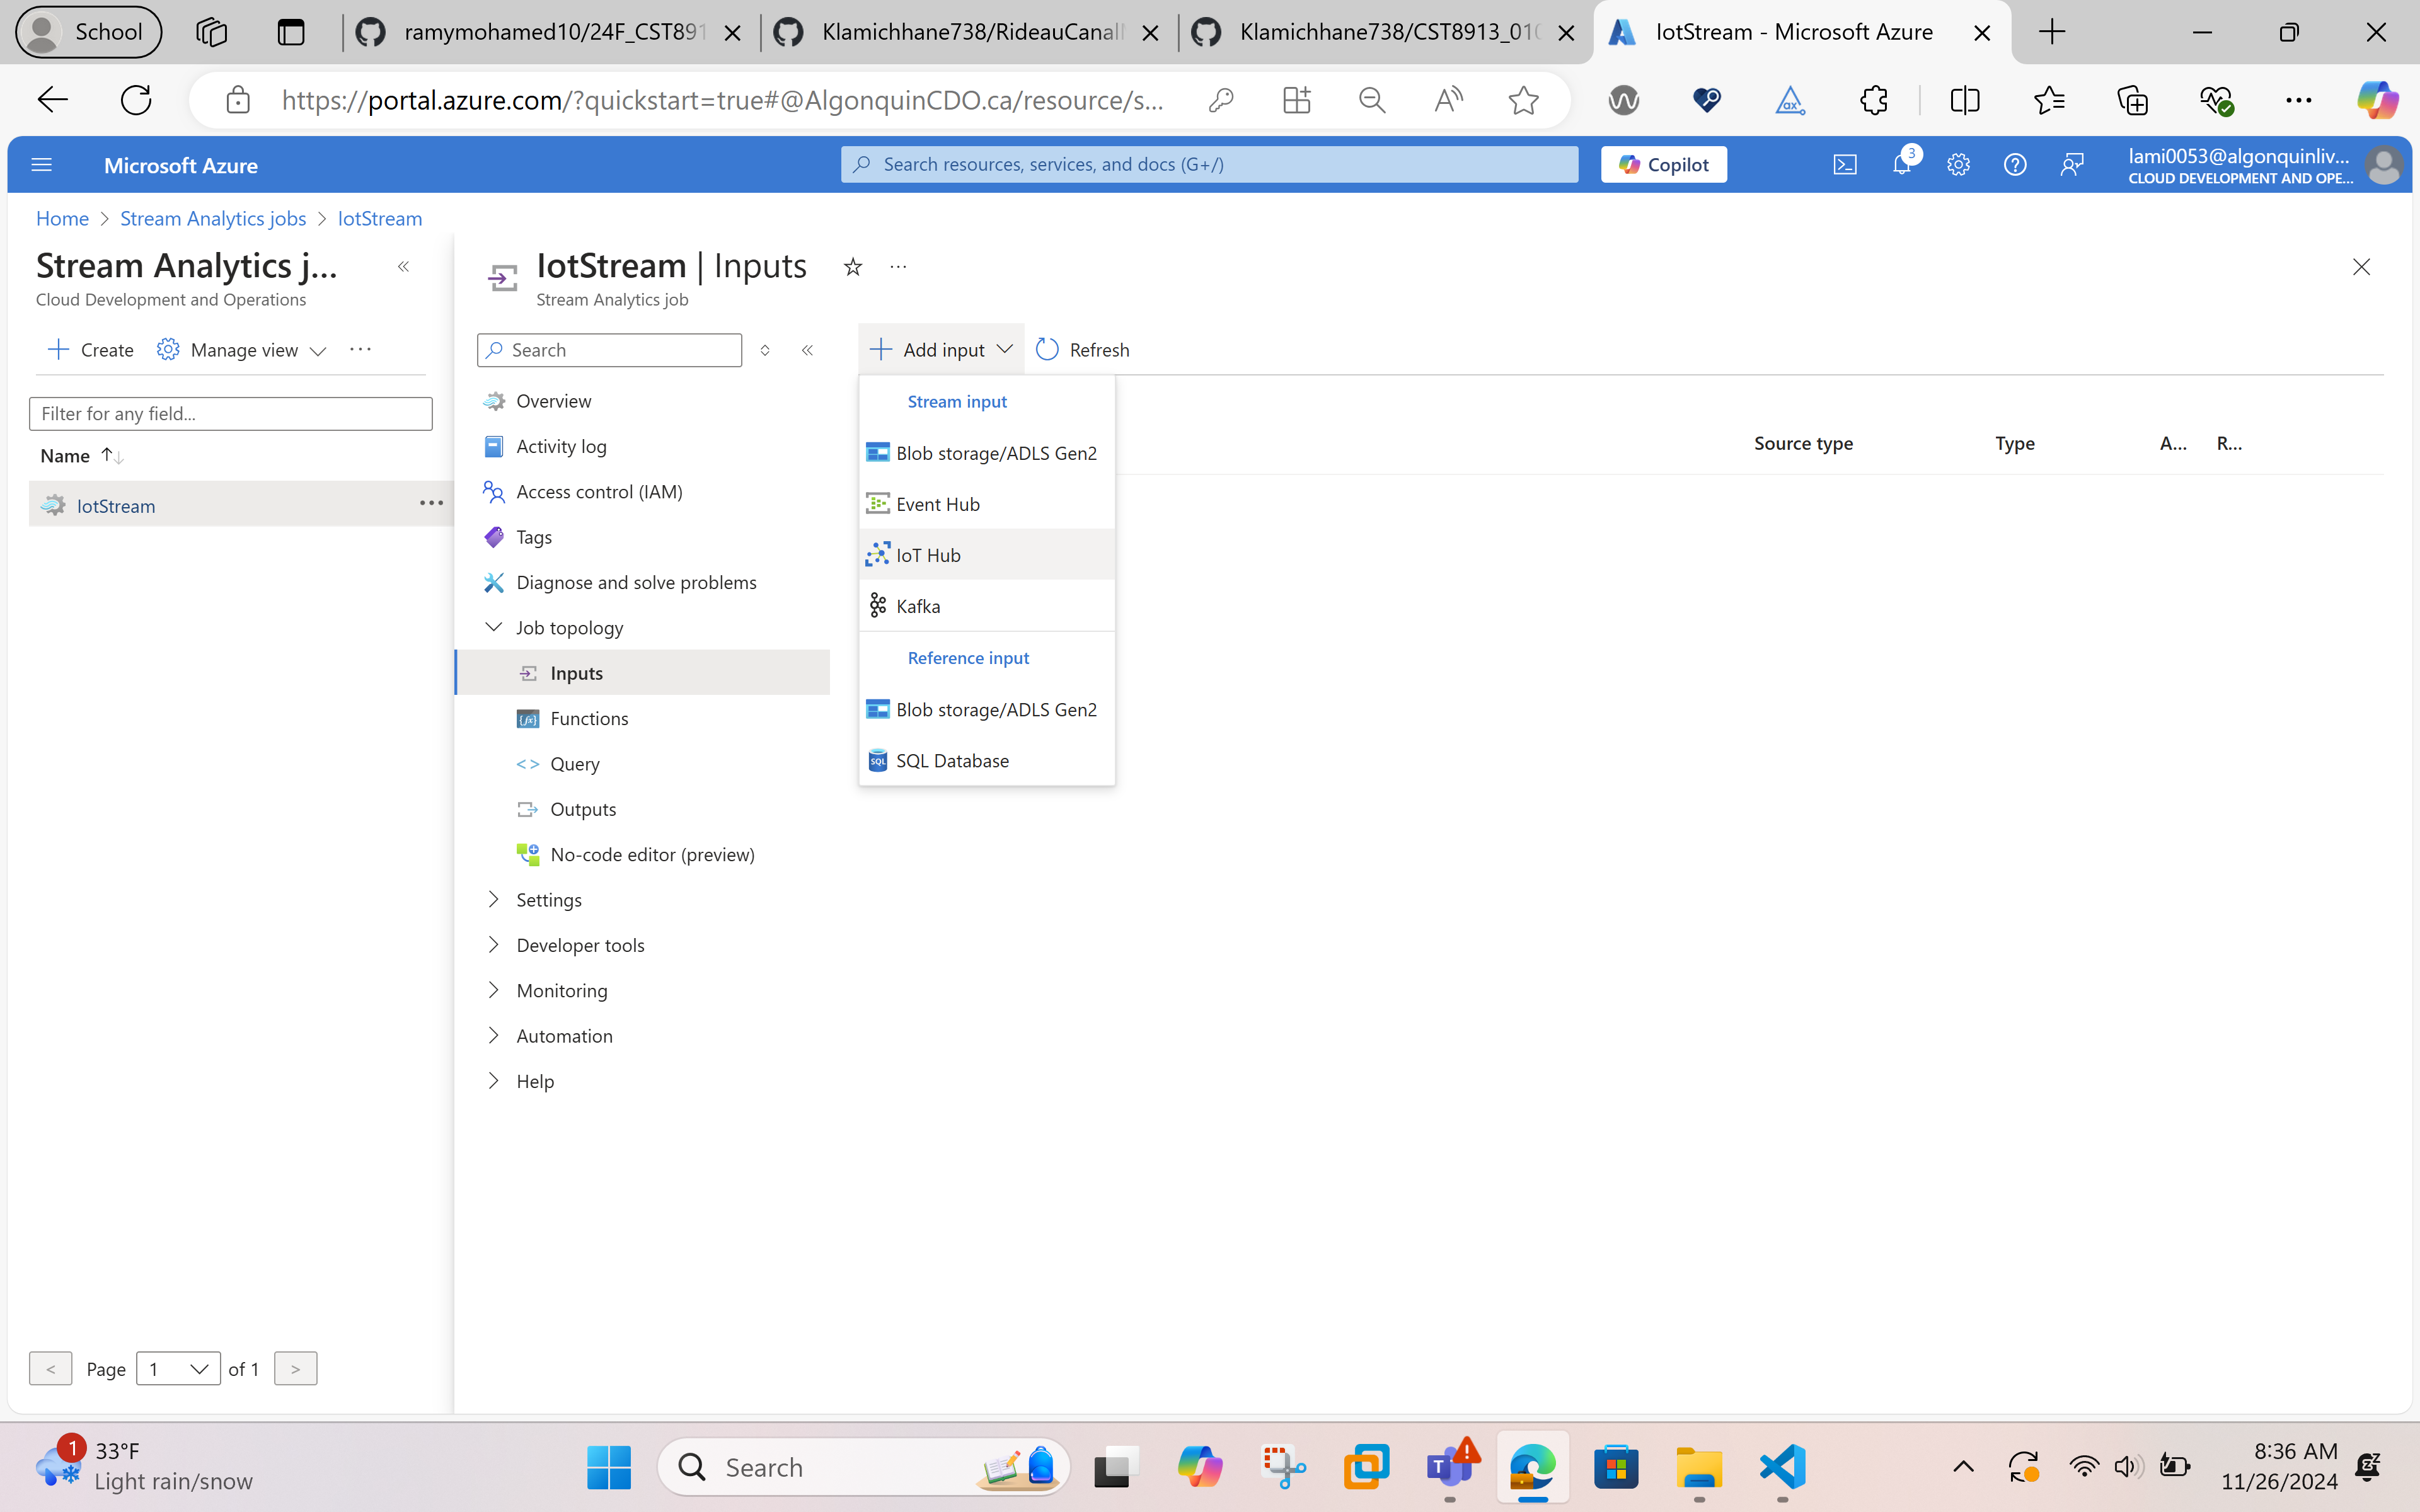 School
ramymohamed10/24F_CST891
Klamichhane738/RideauCanalM
Klamichhane738/CST8913_010
IotStream - Microsoft Azure
https://portal.azure.com/?quickstart=true#@AlgonquinCDO.ca/resource/s...
Microsoft Azure
Search resources, services, and docs (G+/)
Copilot
3
lami0053@algonquinliv...
CLOUD DEVELOPMENT AND OPE...
Home > Stream Analytics jobs > IotStream
Stream Analytics j...
Cloud Development and Operations
Create
Manage view
Filter for any field...
Name
IotStream
IotStream | Inputs
Stream Analytics job
Search
Overview
Activity log
Access control (IAM)
Tags
Diagnose and solve problems
Job topology
Inputs
Functions
Query
Outputs
No-code editor (preview)
Settings
Developer tools
Monitoring
Automation
Help
Add input
Refresh
Stream input
Blob storage/ADLS Gen2
Event Hub
IoT Hub
Kafka
Reference input
Blob storage/ADLS Gen2
SQL Database
Source type
Type
A...
R...
< Page 1 of 1 >
1
33°F
Light rain/snow
Search
8:36 AM
11/26/2024